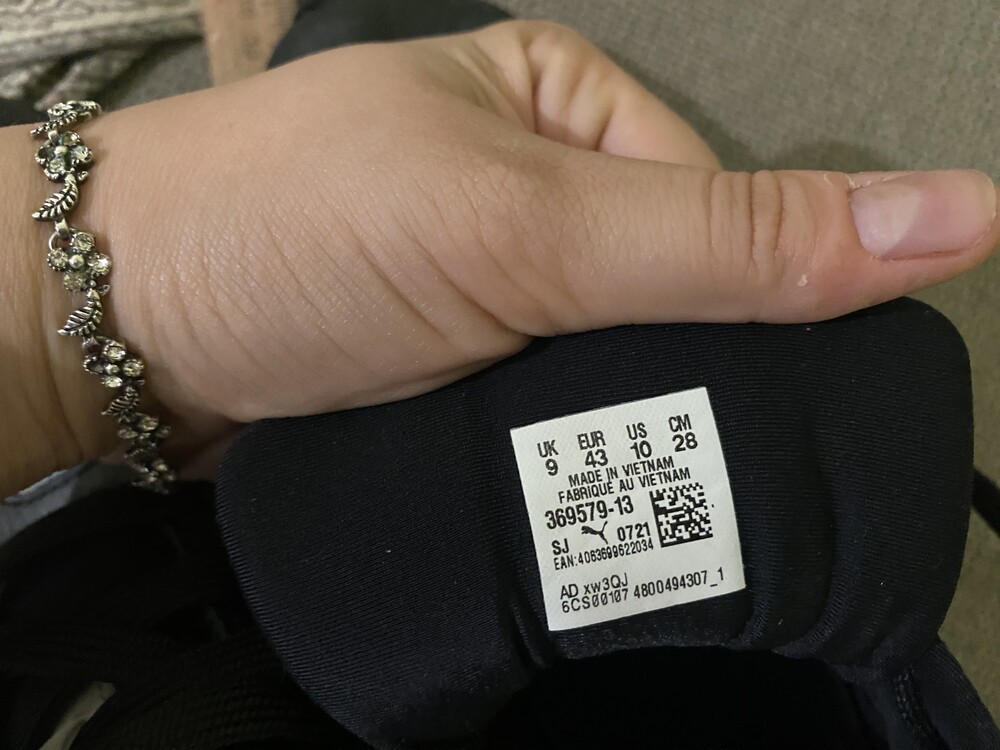 UK EUR US CM
9 43 10 28
MADE IN VIETNAM
FABRIQUÉ AU VIETNAM
369579-13
SJ 0721
EAN:4063699622034
AD xw3QJ
6CS00107 4800494307_1